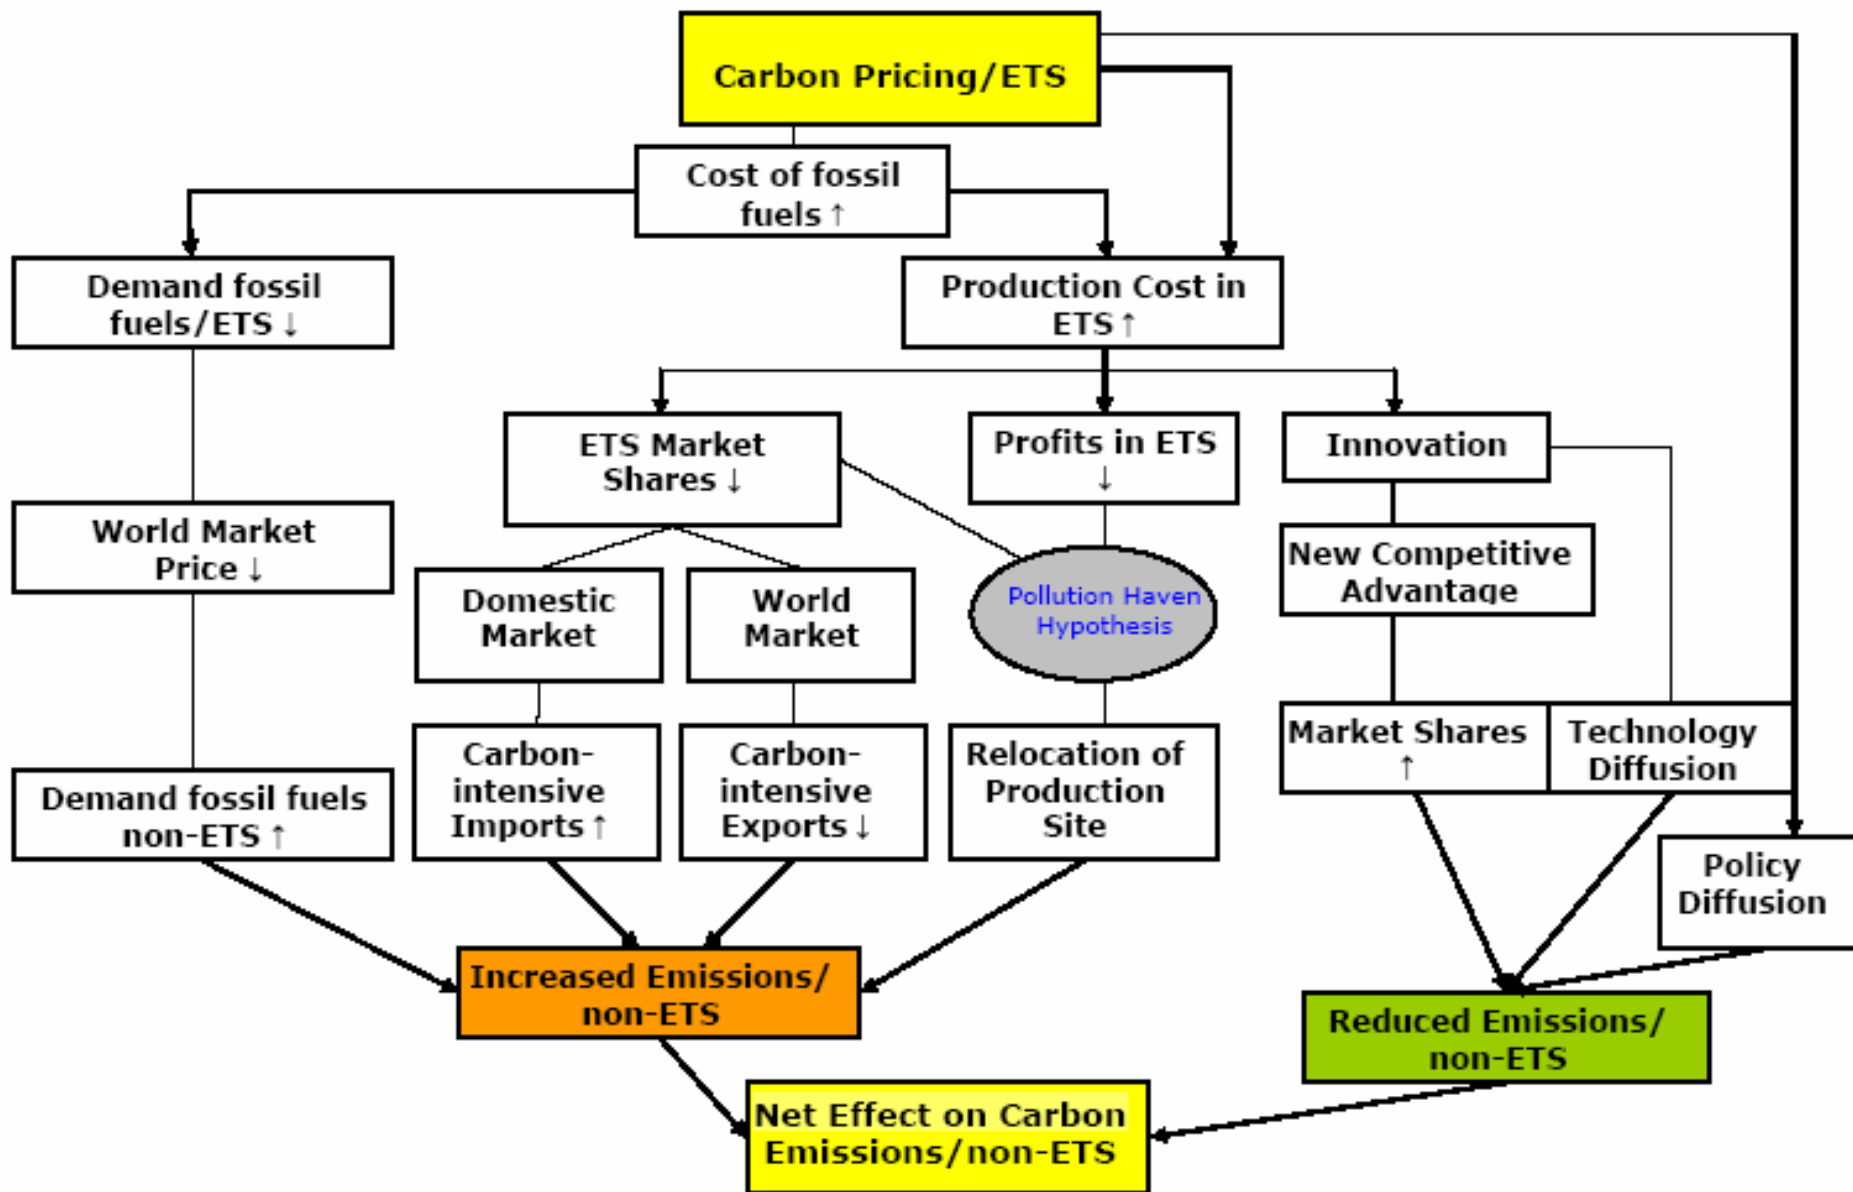 Carbon Pricing/ETS
Cost of fossil
fuels ↑
Demand fossil
fuels/ETS ↓
Production Cost in
ETS ↑
ETS Market
Shares ↓
Profits in ETS
↓
Innovation
World Market
Price ↓
New Competitive
Advantage
Domestic
Market
World
Market
Pollution Haven
Hypothesis
Demand fossil fuels
non-ETS ↑
Carbon-
intensive
Imports ↑
Carbon-
intensive
Exports ↓
Relocation of
Production
Site
Market Shares
↑
Technology
Diffusion
Policy
Diffusion
Increased Emissions/
non-ETS
Reduced Emissions/
non-ETS
Net Effect on Carbon
Emissions/non-ETS